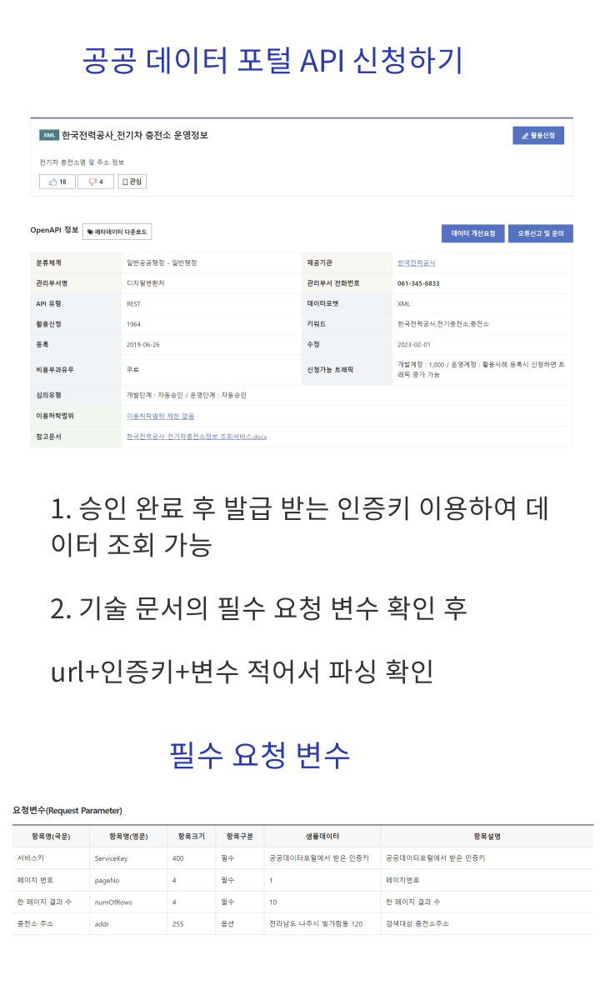 공공 데이터 포털 API 신청하기
XML 한국전력공사_전기차 충전소 운영정보 활용신청
전기차 충전소명 및 주소 정보
18 4 관심
OpenAPI 정보 메타데이터 다운로드 데이터 개선요청 오류신고 및 문의
분류체계 일반공공행정 - 일반행정 제공기관 한국전력공사
관리부서명 디지털변환처 관리부서 전화번호 061-345-6833
API 유형 REST 데이터포맷 XML
활용신청 1964 키워드 한국전력공사,전기충전소,충전소
등록 2019-06-26 수정 2023-02-01
비용부과유무 무료 신청가능 트래픽 개발계정 : 1,000 / 운영계정 : 활용사례 등록시 신청하면 트
래픽 증가 가능
심의유형 개발단계 : 자동승인 / 운영단계 : 자동승인
이용허락범위 이용허락범위 제한 없음
참고문서 한국전력공사_전기차충전소정보_조회서비스.docx
1. 승인 완료 후 발급 받는 인증키 이용하여 데
이터 조회 가능
2. 기술 문서의 필수 요청 변수 확인 후
url+인증키+변수 적어서 파싱 확인
필수 요청 변수
요청변수(Request Parameter)
항목명(국문) 항목명(영문) 항목크기 항목구분 샘플데이터 항목설명
서비스키 ServiceKey 400 필수 공공데이터포털에서 받은 인증키 공공데이터포털에서 받은 인증키
페이지 번호 pageNo 4 필수 1 페이지번호
한 페이지 결과 수 numOfRows 4 필수 10 한 페이지 결과 수
충전소 주소 addr 255 옵션 전라남도 나주시 빛가람동 120 검색대상 충전소주소